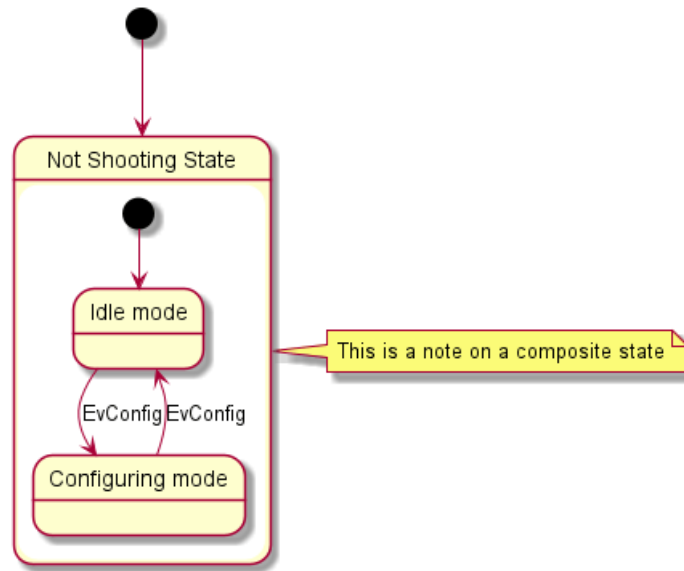 Not Shooting State
Idle mode
This is a note on a composite state
EvConfig EvConfig
Configuring mode